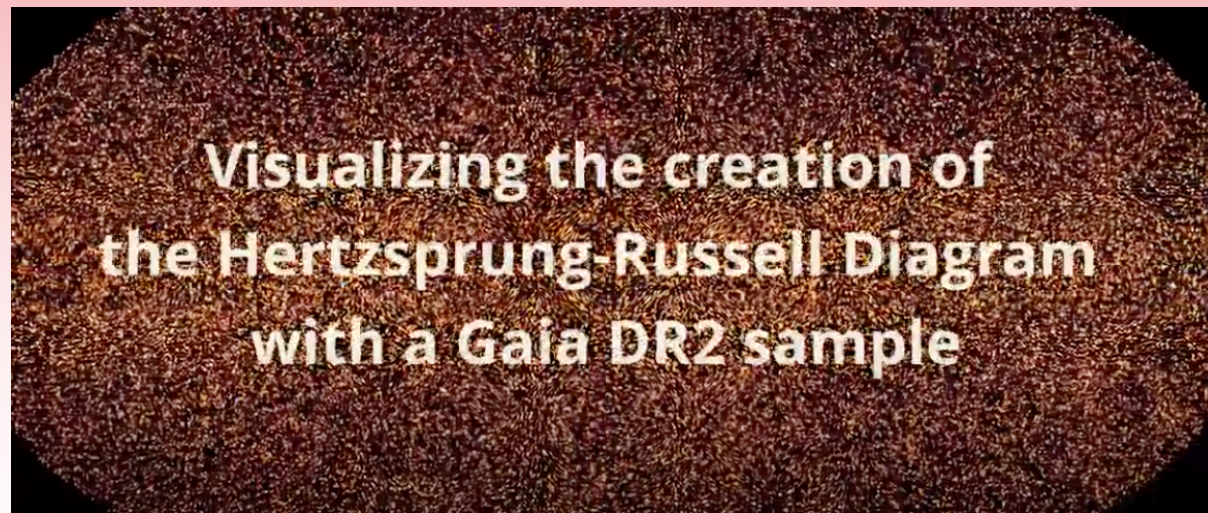 Visualizing the creation of
the Hertzsprung-Russell Diagram
with a Gaia DR2 sample